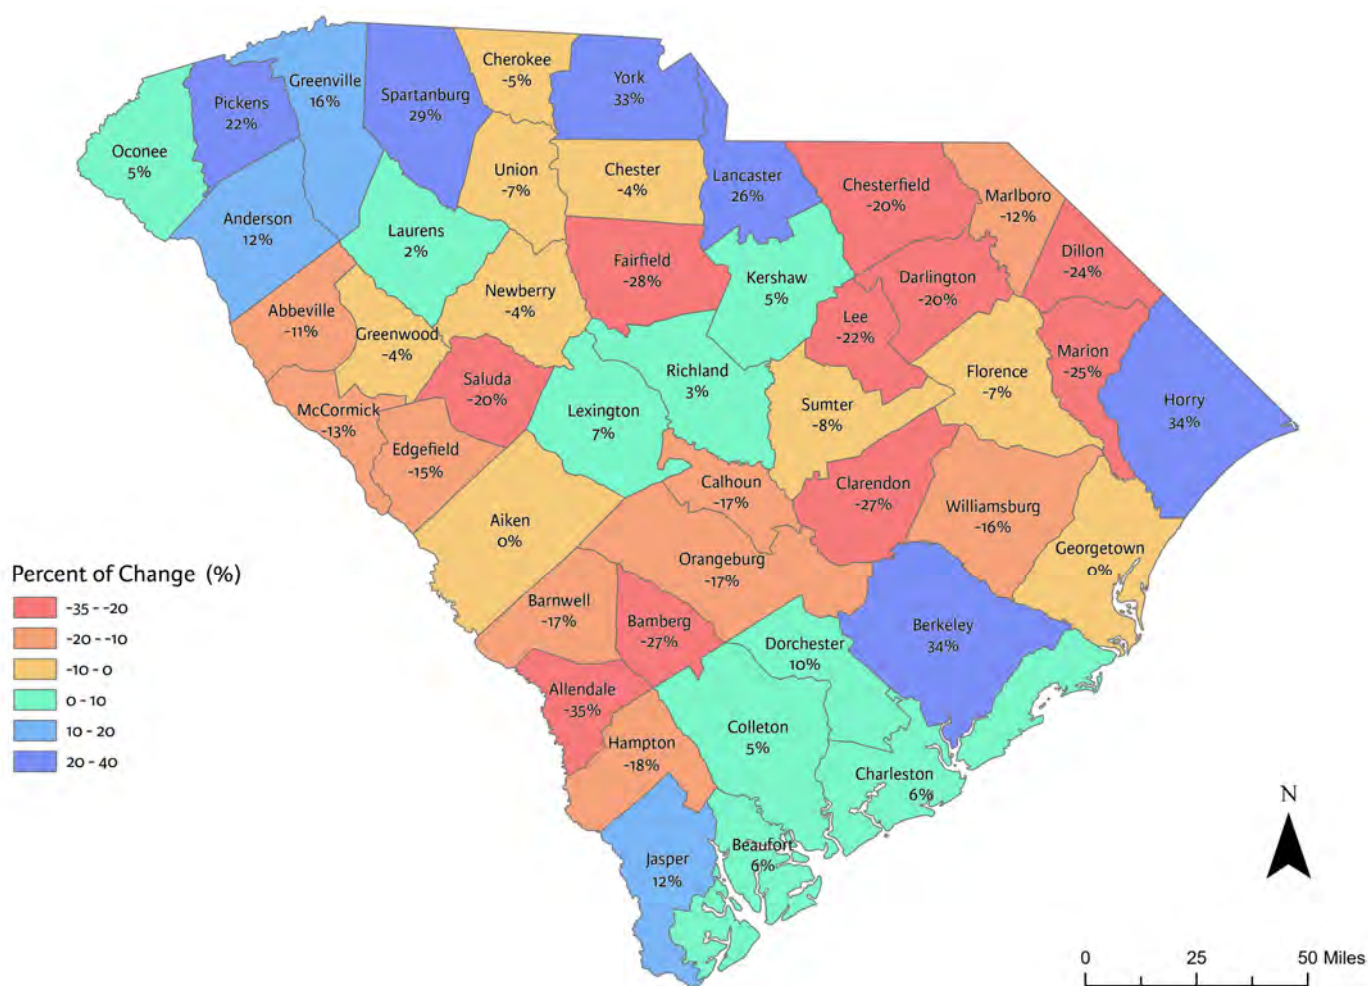 Cherokee
-5%
York
33%
Greenville
16%
Spartanburg
29%
Pickens
22%
Oconee
5%
Union
-7%
Chester
-4%
Lancaster
26%
Chesterfield
-20%
Marlboro
-12%
Anderson
12%
Laurens
2%
Dillon
-24%
Fairfield
-28%
Kershaw
5%
Darlington
-20%
Newberry
-4%
Abbeville
-11%
Greenwood
-4%
Lee
-22%
Marion
-25%
Saluda
-20%
Richland
3%
Florence
-7%
Horry
34%
McCormick
-13%
Lexington
7%
Sumter
-8%
Edgefield
-15%
Calhoun
-17%
Clarendon
-27%
Williamsburg
-16%
Aiken
0%
Georgetown
0%
Orangeburg
-17%
Barnwell
-17%
Bamberg
-27%
Berkeley
34%
Dorchester
10%
Allendale
-35%
Colleton
5%
Hampton
-18%
Charleston
6%
Beaufort
6%
Jasper
12%
Percent of Change (%)
-35 - -20
-20 - -10
-10 - 0
0 - 10
10 - 20
20 - 40
N
0 25 50 Miles